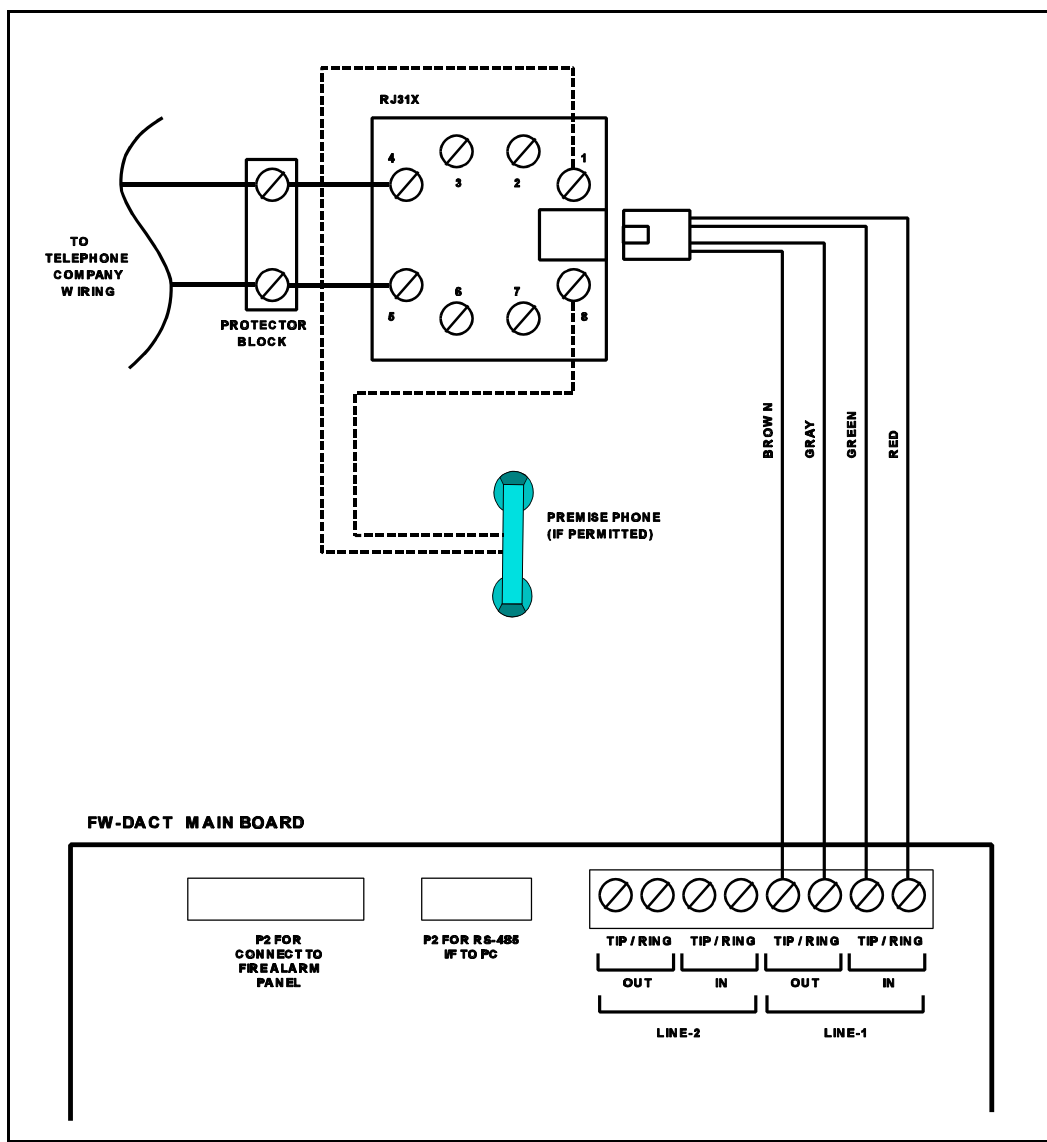 RJ31X
4
3
2
1
TO
TELEPHONE
COMPANY
WIRING
5
6
7
8
PROTECTOR
BLOCK
BROWN
GRAY
GREEN
RED
PREMISE PHONE
(IF PERMITTED)
FW-DACT MAIN BOARD
P2 FOR
CONNECT TO
FIRE ALARM
PANEL
P2 FOR RS-485
I/F TO PC
TIP / RING
TIP / RING
TIP / RING
TIP / RING
OUT
IN
OUT
IN
LINE-2
LINE-1